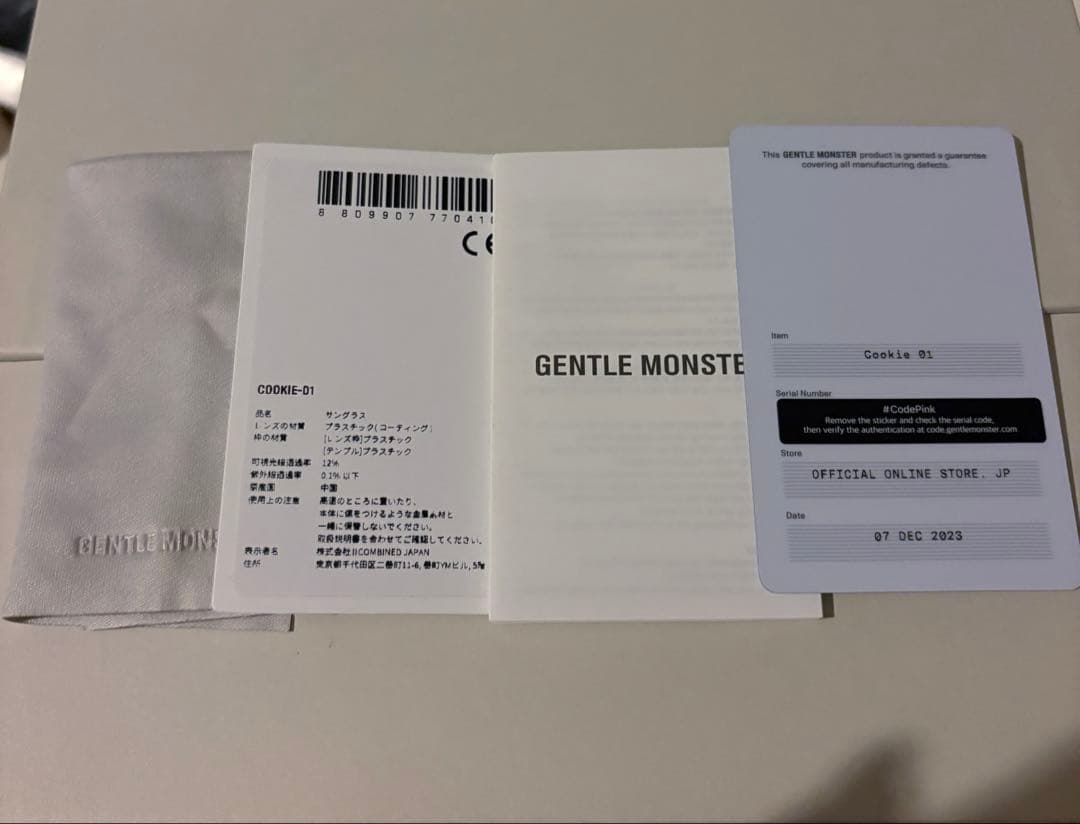 GENTLE MONS
8 809907 77041
CE
COOKIE-01
品名 サングラス
レンズの材質 プラスチック(コーティング)
枠の材質 [レンズ枠]プラスチック
[テンプル]プラスチック
可視光線透過率 12%
紫外線透過率 0.1%以下
原産国 中国
使用上の注意 高温のところに置いたり、
本体に傷をつけるような金属や材と
一緒に保管しないでください。
取扱説明書を合わせてご確認してください。
表示者名 株式会社IICOMBINED JAPAN
住所 東京都千代田区二番町11-6, 番町YMビル,
GENTLE MONSTE
This GENTLE MONSTER product is granted a guarantee
covering all manufacturing defects.
Item
Cookie 01
Serial Number
#CodePink
Remove the sticker and check the serial code,
then verify the authentication at code.gentlemonster.com
Store
OFFICIAL ONLINE STORE. JP
Date
07 DEC 2023